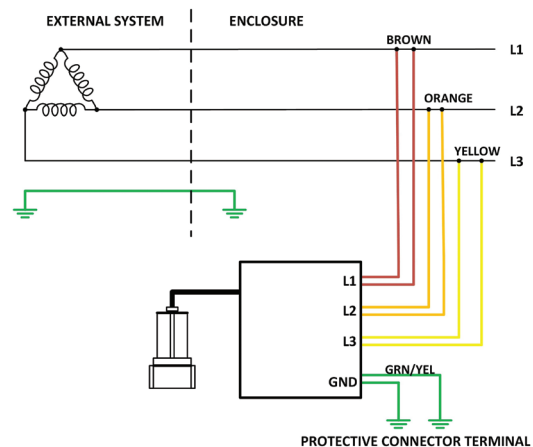 EXTERNAL SYSTEM
ENCLOSURE
BROWN
L1
ORANGE
L2
YELLOW
L3
L1
L2
L3
GRN/YEL
GND
PROTECTIVE CONNECTOR TERMINAL